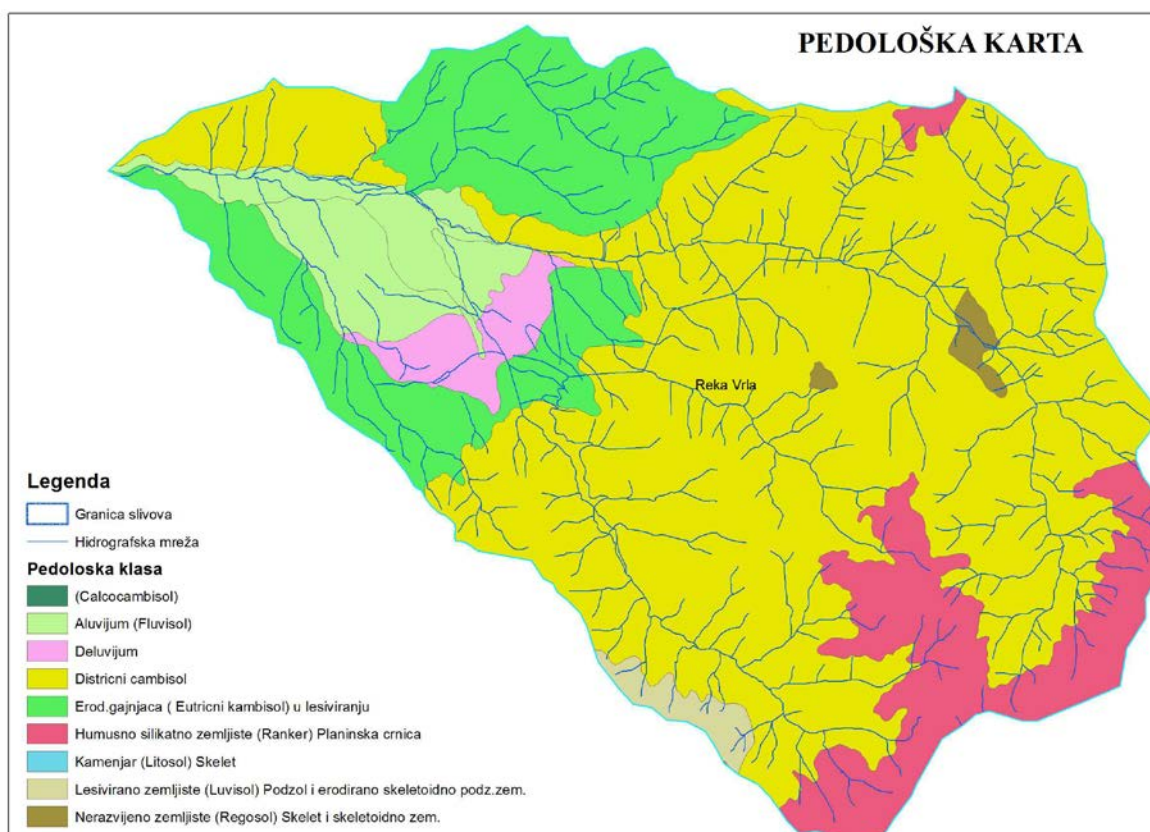 PEDOLOŠKA KARTA
Reka Vrla
Legenda
Granica slivova
Hidrografska mreža
Pedoloska klasa
(Calcocambisol)
Aluvijum (Fluvisol)
Deluvijum
Districni cambisol
Erod.gajnjaca ( Eutricni kambisol) u lesiviranju
Humusno silikatno zemljiste (Ranker) Planinska crnica
Kamenjar (Litosol) Skelet
Lesivirano zemljiste (Luvisol) Podzol i erodirano skeletoidno podz.zem.
Nerazvijeno zemljiste (Regosol) Skelet i skeletoidno zem.